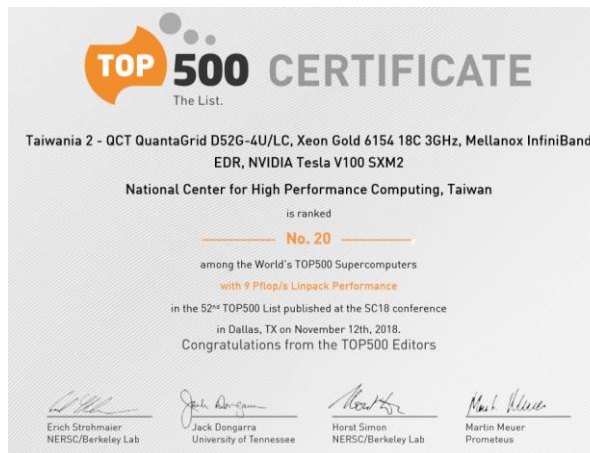 TOP 500 CERTIFICATE
The List.
Taiwania 2 - QCT QuantaGrid D52G-4U/LC, Xeon Gold 6154 18C 3GHz, Mellanox InfiniBand
EDR, NVIDIA Tesla V100 SXM2
National Center for High Performance Computing, Taiwan
is ranked
No. 20
among the World's TOP500 Supercomputers
with 9 Pflop/s Linpack Performance
in the 52nd TOP500 List published at the SC18 conference
in Dallas, TX on November 12th, 2018.
Congratulations from the TOP500 Editors
Erich Strohmaier
NERSC/Berkeley Lab
Jack Dongarra
University of Tennessee
Horst Simon
NERSC/Berkeley Lab
Martin Meuer
Prometeus